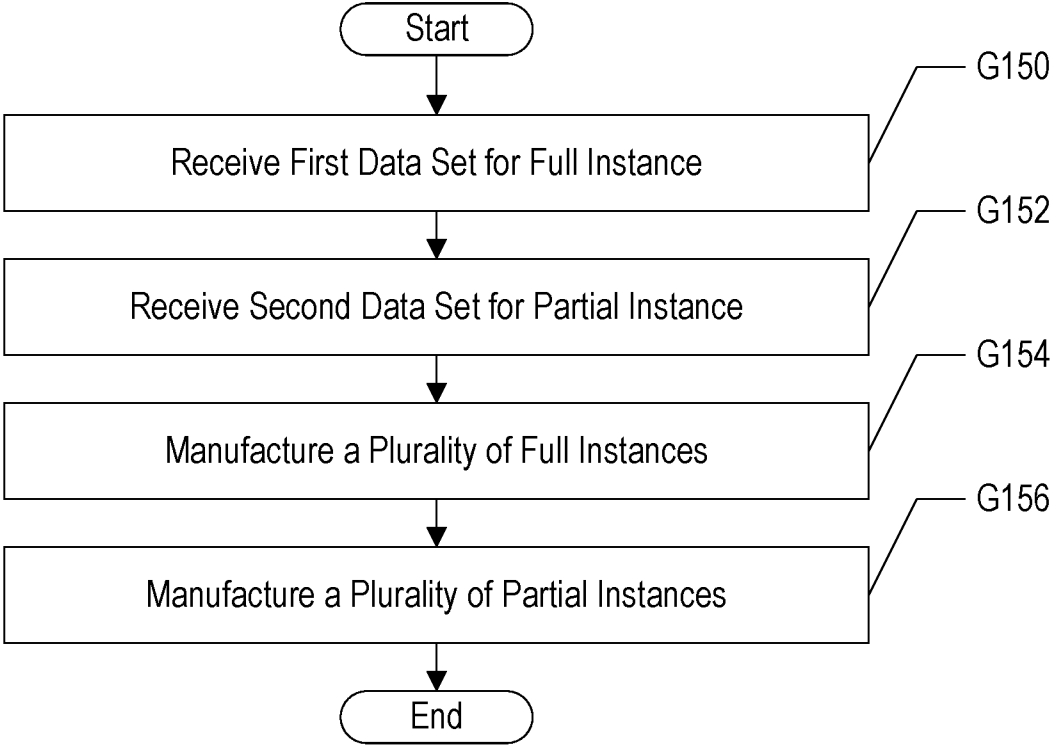 Start
G150
Receive First Data Set for Full Instance
G152
Receive Second Data Set for Partial Instance
G154
Manufacture a Plurality of Full Instances
G156
Manufacture a Plurality of Partial Instances
End